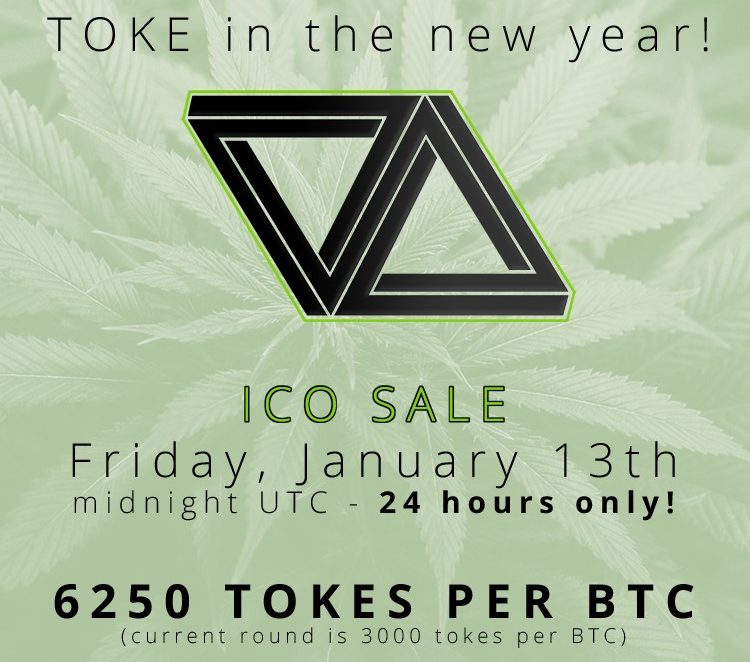 TOKE in the new year!
ICO SALE
Friday, January 13th
midnight UTC - 24 hours only!
6250 TOKES PER BTC
(current round is 3000 tokes per BTC)